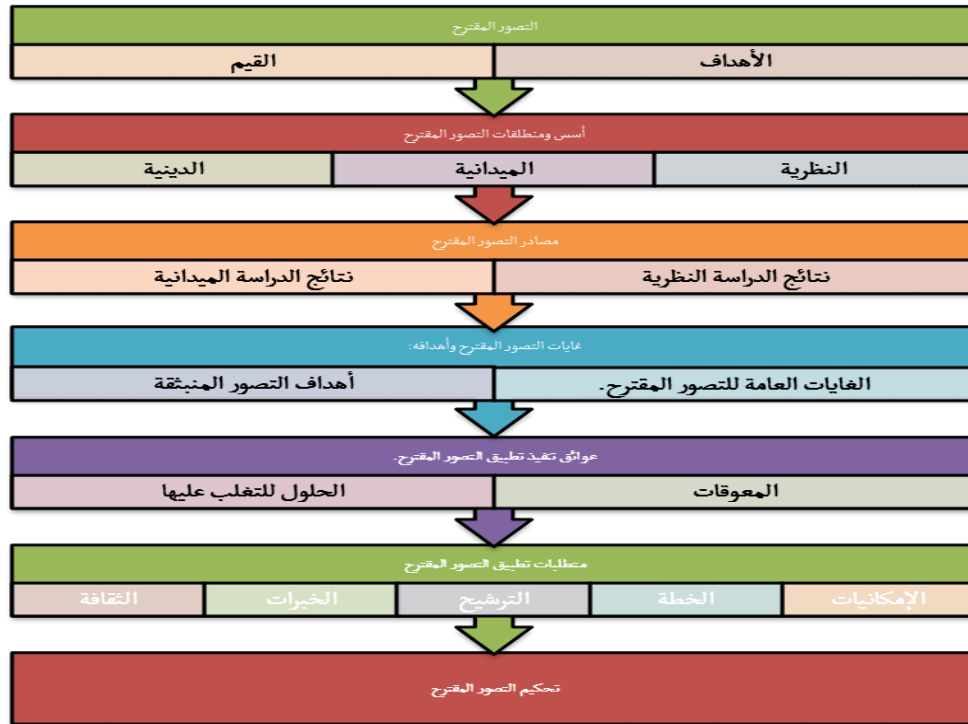 التصور المقترح
الأهداف القيم
أسس ومنطلقات التصور المقترح
النظرية الميدانية الدينية
مصادر التصور المقترح
نتائج الدراسة النظرية نتائج الدراسة الميدانية
غايات التصور المقترح وأهدافه:
الغايات العامة للتصور المقترح. أهداف التصور المنبثقة
عوائق تنفيذ تطبيق التصور المقترح.
المعوقات الحلول للتغلب عليها
متطلبات تطبيق التصور المقترح
الإمكانيات الخطة الترشيح الخبرات الثقافة
تحكيم التصور المقترح